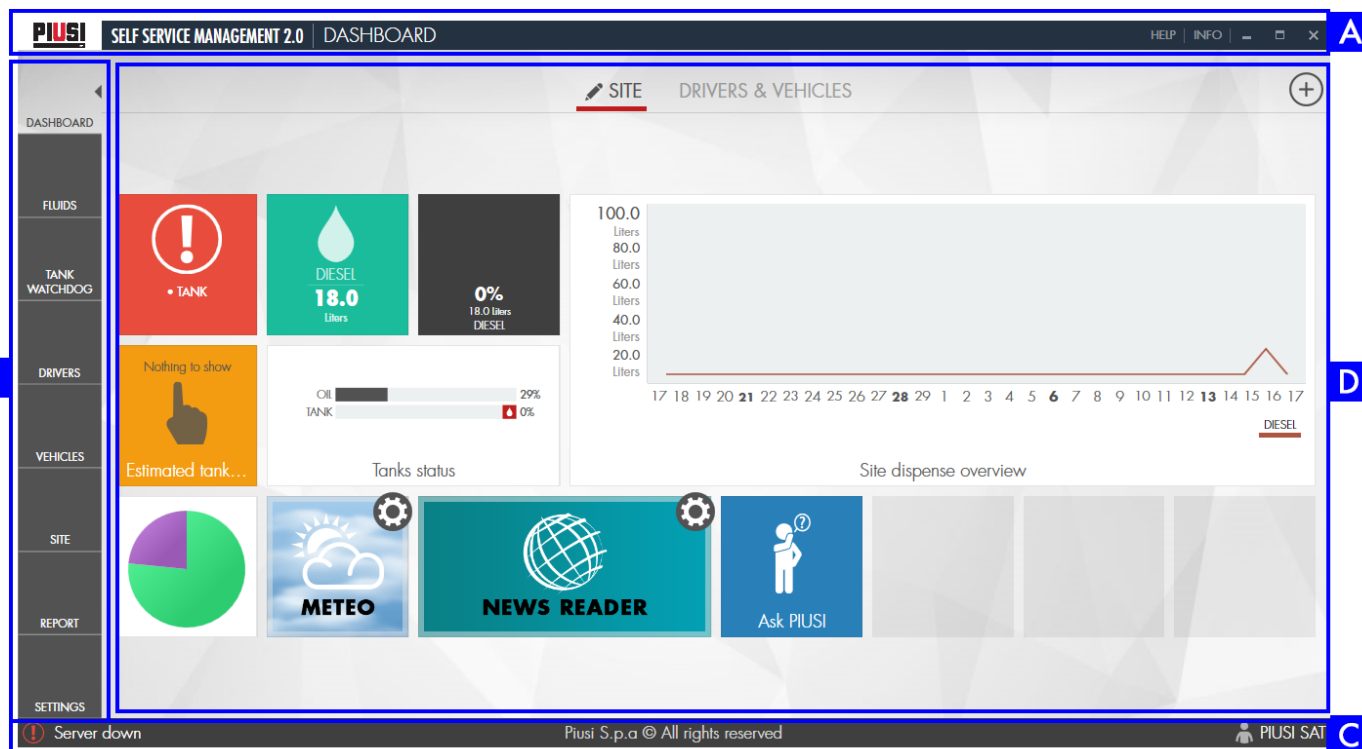 PIUSI
SELF SERVICE MANAGEMENT 2.0 | DASHBOARD
HELP | INFO
A
DASHBOARD
FLUIDS
TANK
WATCHDOG
DRIVERS
VEHICLES
SITE
REPORT
SETTINGS
SITE
DRIVERS & VEHICLES
• TANK
DIESEL
18.0
Liters
0%
18.0 liters
DIESEL
100.0
Liters
80.0
Liters
60.0
Liters
40.0
Liters
20.0
Liters
17 18 19 20 21 22 23 24 25 26 27 28 29 1 2 3 4 5 6 7 8 9 10 11 12 13 14 15 16 17
DIESEL
Site dispense overview
D
Nothing to show
Estimated tank...
OIL 29%
TANK 0%
Tanks status
METEO
NEWS READER
?
Ask PIUSI
! Server down
Piusi S.p.a © All rights reserved
PIUSI SAT
C